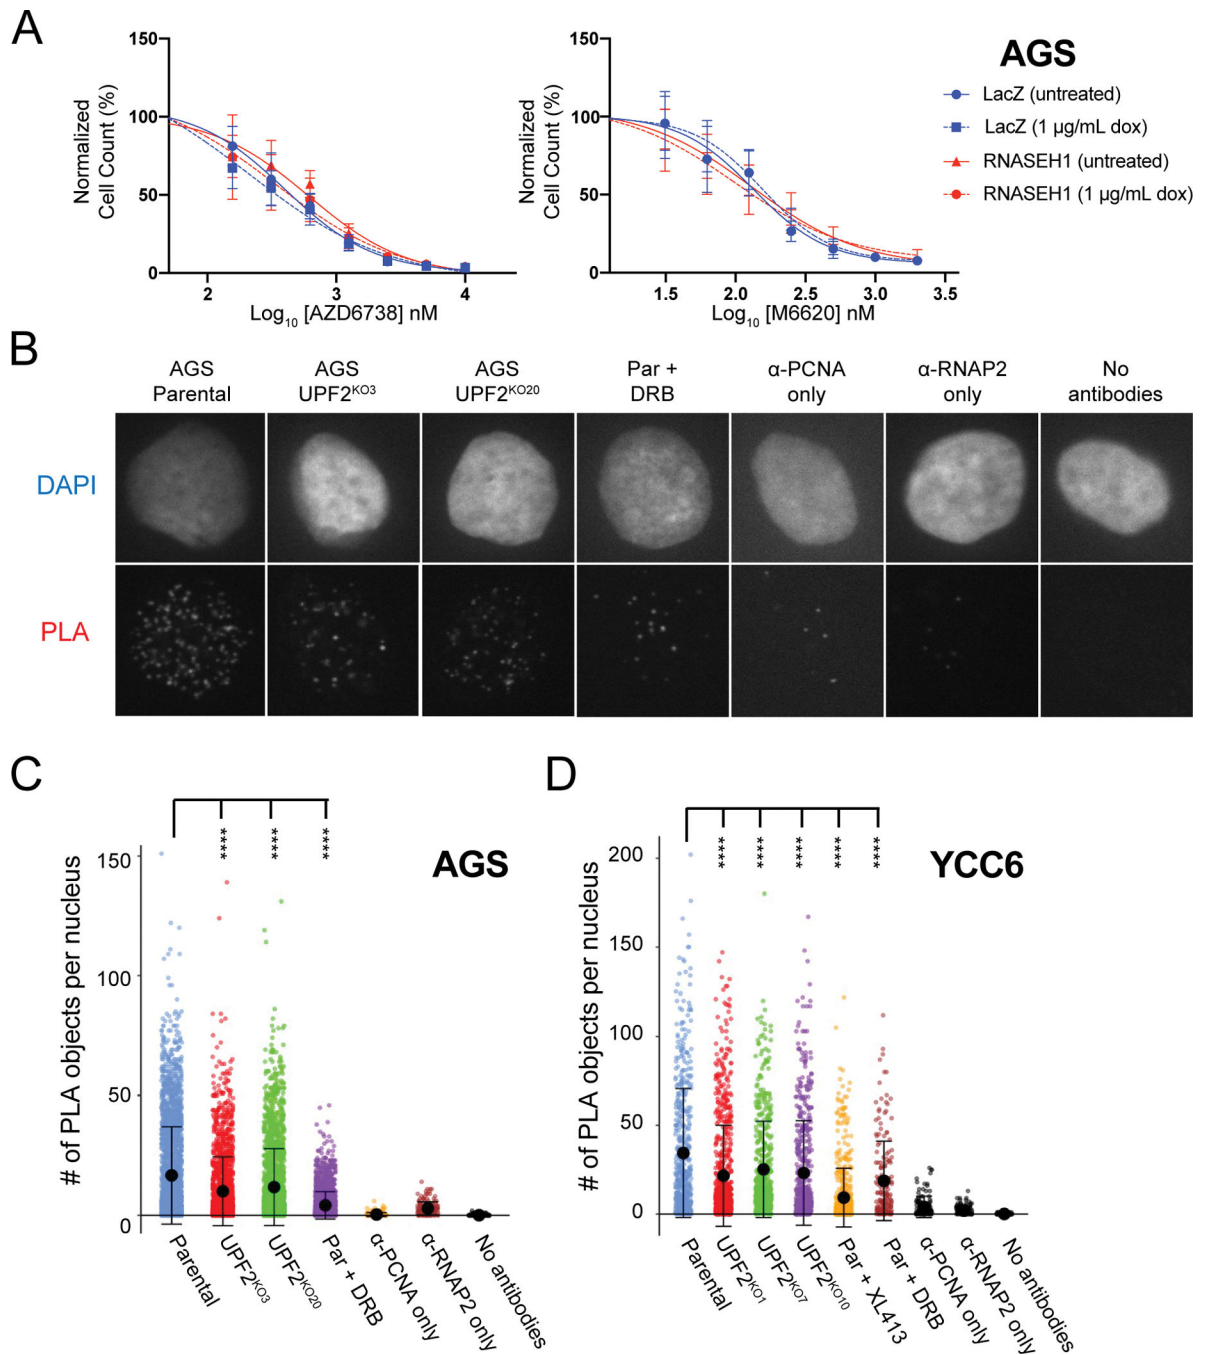 A
AGS
150
100
50
0
Normalized
Cell Count (%)
2 3 4
Log10 [AZD6738] nM
150
100
50
0
Normalized
Cell Count (%)
1.5 2.0 2.5 3.0 3.5
Log10 [M6620] nM
LacZ (untreated)
LacZ (1 µg/mL dox)
RNASEH1 (untreated)
RNASEH1 (1 µg/mL dox)
B
AGS
Parental
AGS
UPF2KO3
AGS
UPF2KO20
Par +
DRB
α-PCNA
only
α-RNAP2
only
No
antibodies
DAPI
PLA
C
AGS
**** **** ****
# of PLA objects per nucleus
150
100
50
0
Parental
UPF2KO3
UPF2KO20
Par + DRB
α-PCNA only
α-RNAP2 only
No antibodies
D
YCC6
**** **** **** **** ****
# of PLA objects per nucleus
200
150
100
50
0
Parental
UPF2KO1
UPF2KO7
UPF2KO10
Par + XL413
Par + DRB
α-PCNA only
α-RNAP2 only
No antibodies